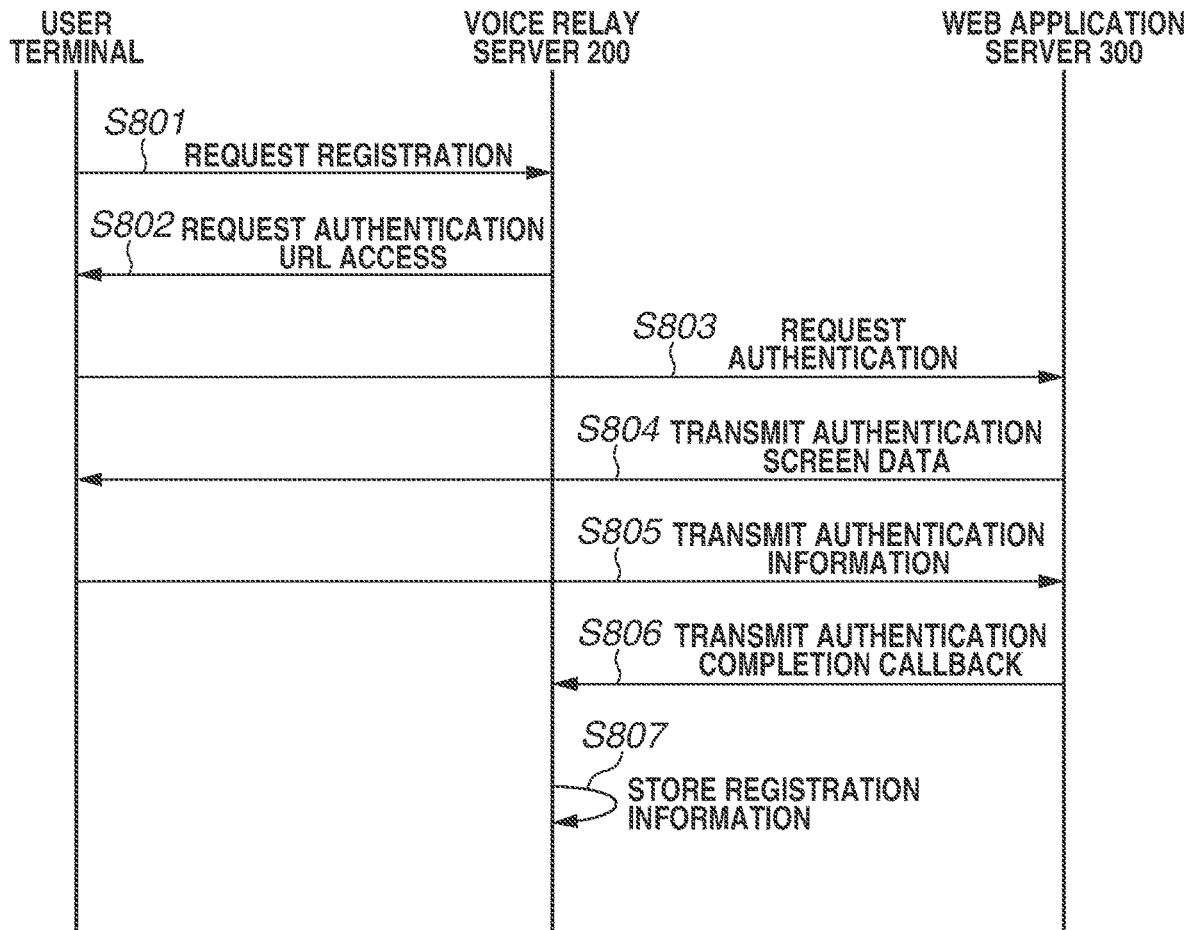 USER
TERMINAL
VOICE RELAY
SERVER 200
WEB APPLICATION
SERVER 300
S801
REQUEST REGISTRATION
S802
REQUEST AUTHENTICATION
URL ACCESS
S803
REQUEST
AUTHENTICATION
S804
TRANSMIT AUTHENTICATION
SCREEN DATA
S805
TRANSMIT AUTHENTICATION
INFORMATION
S806
TRANSMIT AUTHENTICATION
COMPLETION CALLBACK
S807
STORE REGISTRATION
INFORMATION